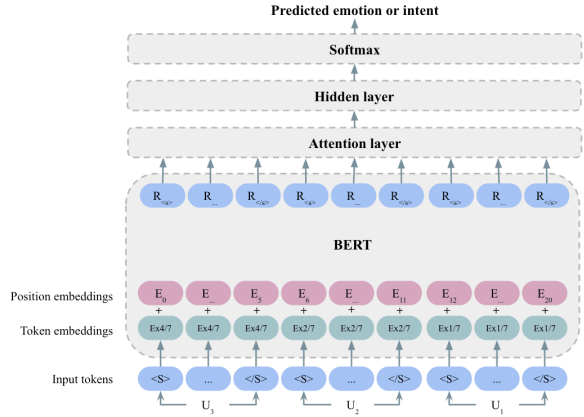 Predicted emotion or intent
Softmax
Hidden layer
Attention layer
R<s> R... R</s> R<s> R... R</s> R<s> R... R</s>
BERT
Position embeddings E0 E... E5 E6 E... E11 E12 E... E20
+ + + + + + + + +
Token embeddings Ex4/7 Ex4/7 Ex4/7 Ex2/7 Ex2/7 Ex2/7 Ex1/7 Ex1/7 Ex1/7
Input tokens <S> ... </S> <S> ... </S> <S> ... </S>
U3 U2 U1